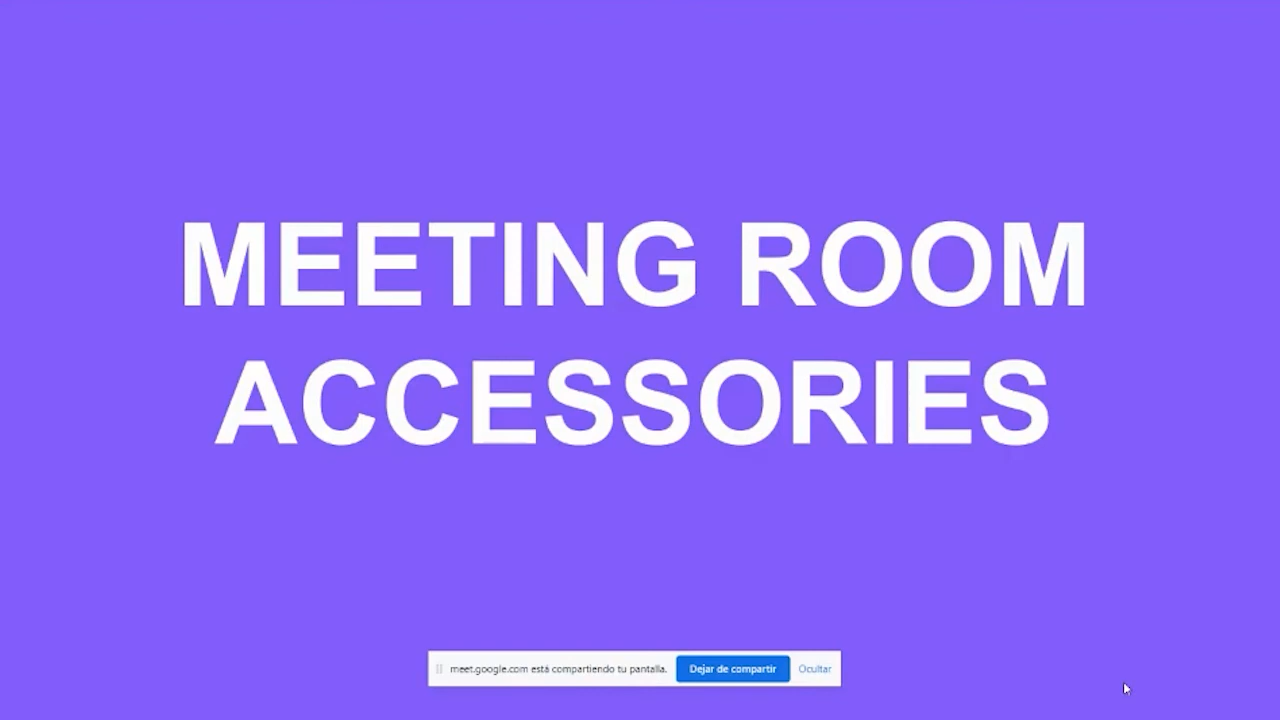 MEETING ROOM
ACCESSORIES
meet.google.com está compartiendo tu pantalla. Dejar de compartir Ocultar